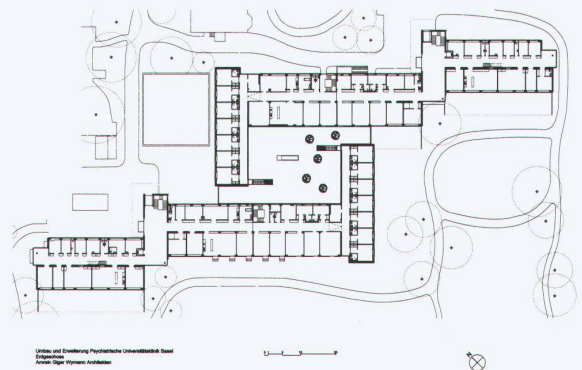 Umbau und Erweiterung Psychiatrische Universitätsklinik Basel
Erdgeschoss
Amrein Giger Wymann Architekten